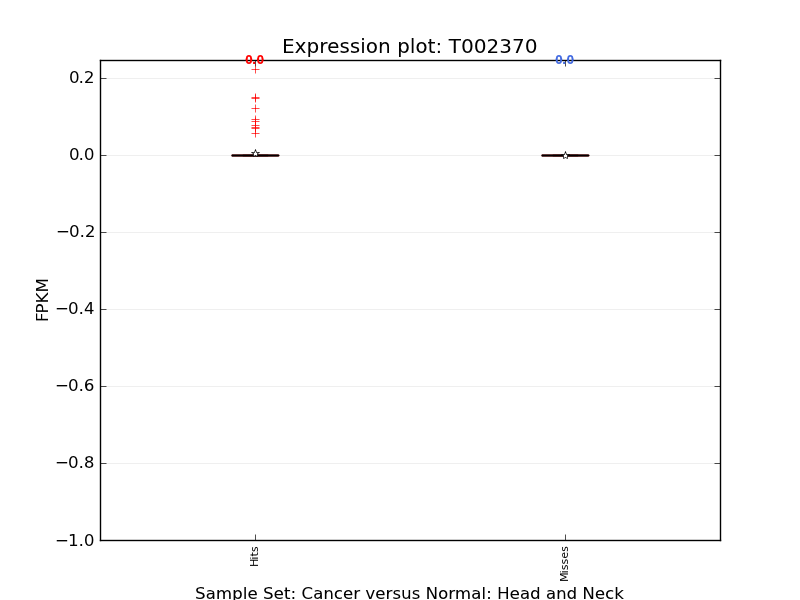 Expression plot: T002370
0.0
0.0
0.2
0.0
−0.2
−0.4
−0.6
−0.8
−1.0
FPKM
Hits
Misses
Sample Set: Cancer versus Normal: Head and Neck